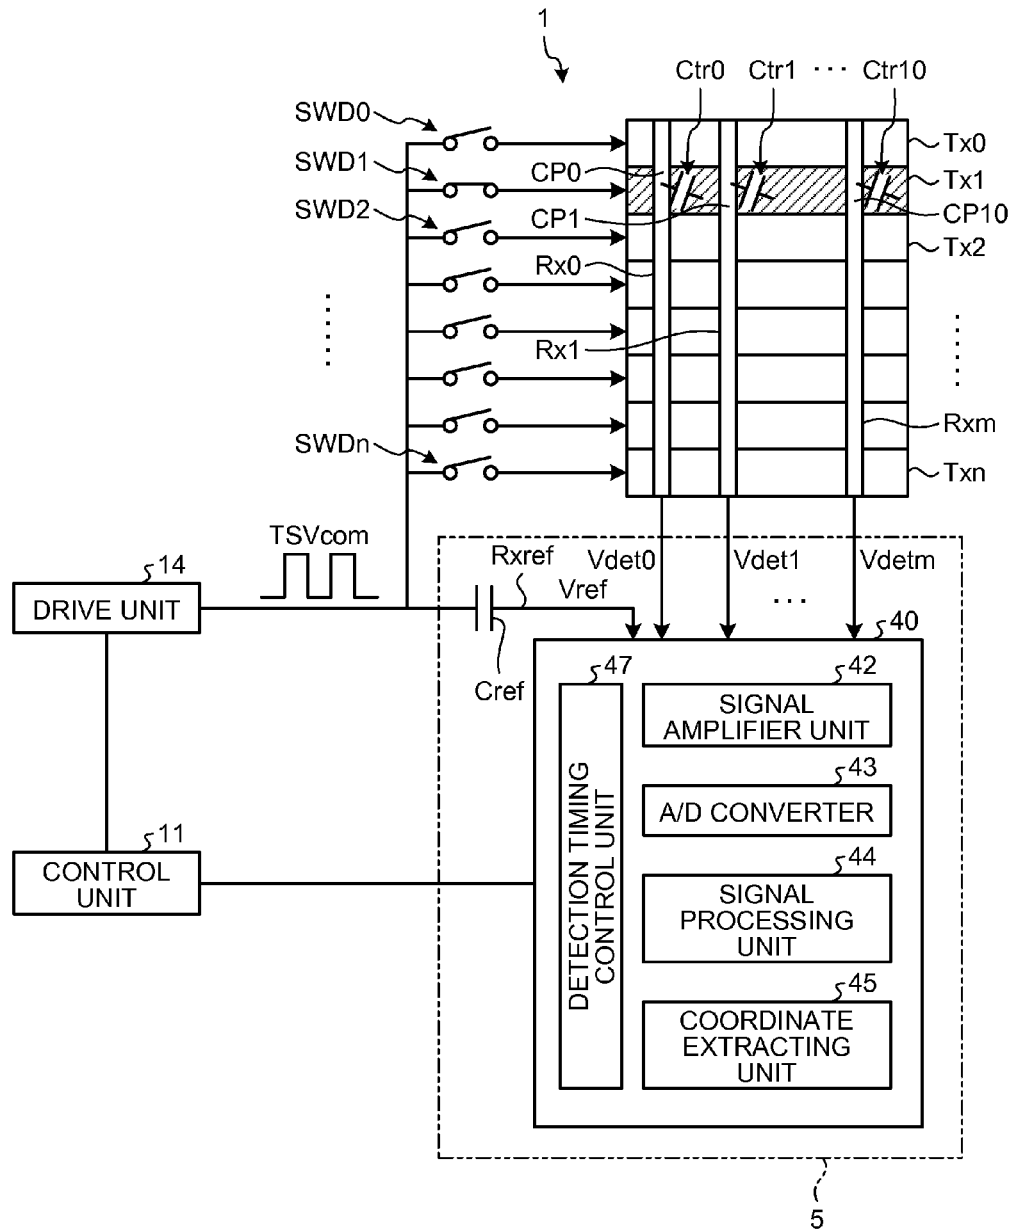 1
Ctr0
Ctr1
...
Ctr10
SWD0
SWD1
SWD2
SWDn
CP0
CP1
CP10
Rx0
Rx1
Rxm
Tx0
Tx1
Tx2
Txn
TSVcom
Rxref
Vref
Cref
Vdet0
Vdet1
Vdetm
...
14
DRIVE UNIT
11
CONTROL
UNIT
40
47
DETECTION TIMING
CONTROL UNIT
42
SIGNAL
AMPLIFIER UNIT
43
A/D CONVERTER
44
SIGNAL
PROCESSING
UNIT
45
COORDINATE
EXTRACTING
UNIT
5